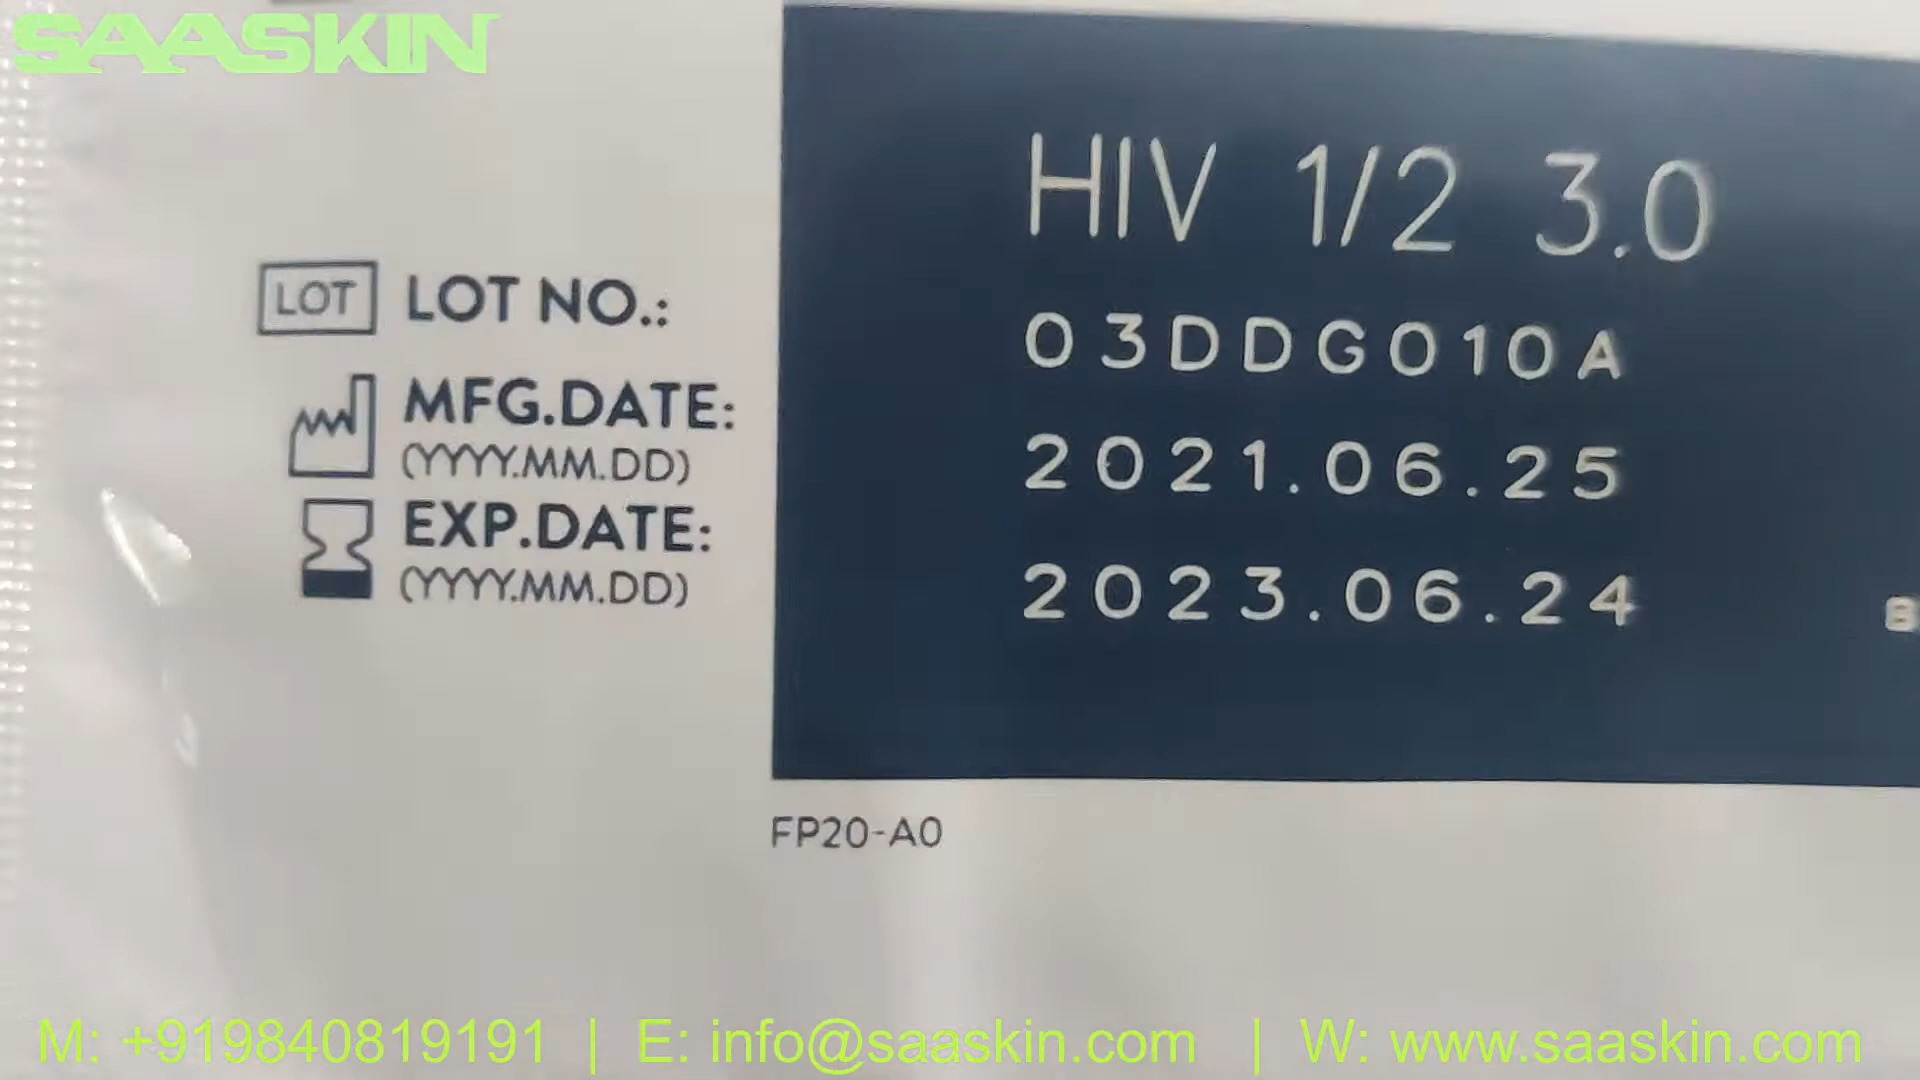 SAASKIN
HIV 1/2 3.0
LOT LOT NO.: 03DDG010A
MFG.DATE: 2021.06.25
(YYYY.MM.DD)
EXP.DATE: 2023.06.24
(YYYY.MM.DD)
B
FP20-A0
M: +919840819191 | E: info@saaskin.com | W: www.saaskin.com